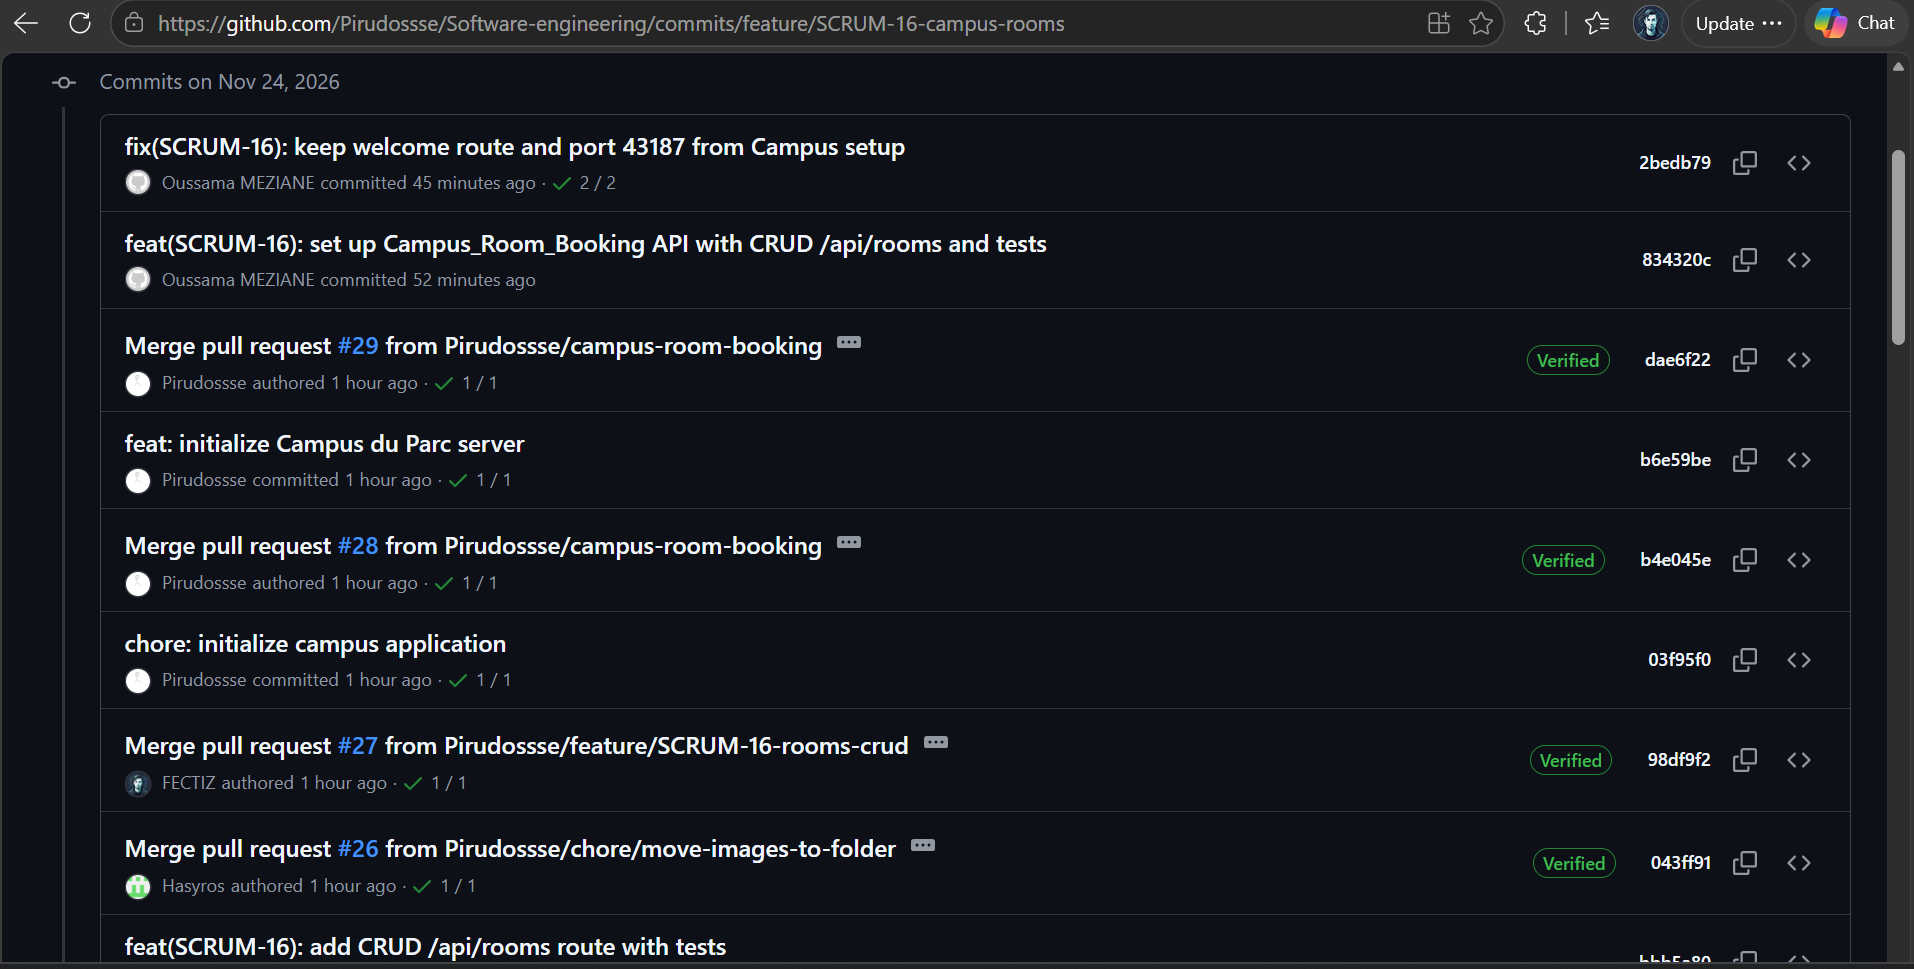 https://github.com/Pirudossse/Software-engineering/commits/feature/SCRUM-16-campus-rooms
Update
Chat
Commits on Nov 24, 2026
fix(SCRUM-16): keep welcome route and port 43187 from Campus setup
Oussama MEZIANE committed 45 minutes ago · 2 / 2
2bedb79
feat(SCRUM-16): set up Campus_Room_Booking API with CRUD /api/rooms and tests
Oussama MEZIANE committed 52 minutes ago
834320c
Merge pull request #29 from Pirudossse/campus-room-booking
Pirudossse authored 1 hour ago · 1 / 1
Verified
dae6f22
feat: initialize Campus du Parc server
Pirudossse committed 1 hour ago · 1 / 1
b6e59be
Merge pull request #28 from Pirudossse/campus-room-booking
Pirudossse authored 1 hour ago · 1 / 1
Verified
b4e045e
chore: initialize campus application
Pirudossse committed 1 hour ago · 1 / 1
03f95f0
Merge pull request #27 from Pirudossse/feature/SCRUM-16-rooms-crud
FECTIZ authored 1 hour ago · 1 / 1
Verified
98df9f2
Merge pull request #26 from Pirudossse/chore/move-images-to-folder
Hasyros authored 1 hour ago · 1 / 1
Verified
043ff91
feat(SCRUM-16): add CRUD /api/rooms route with tests